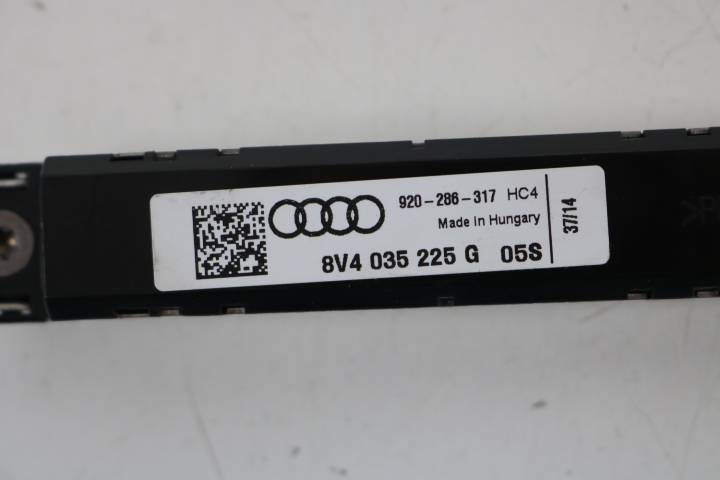 920-286-317 HC4
Made in Hungary
8V4 035 225 G 05S
37/14